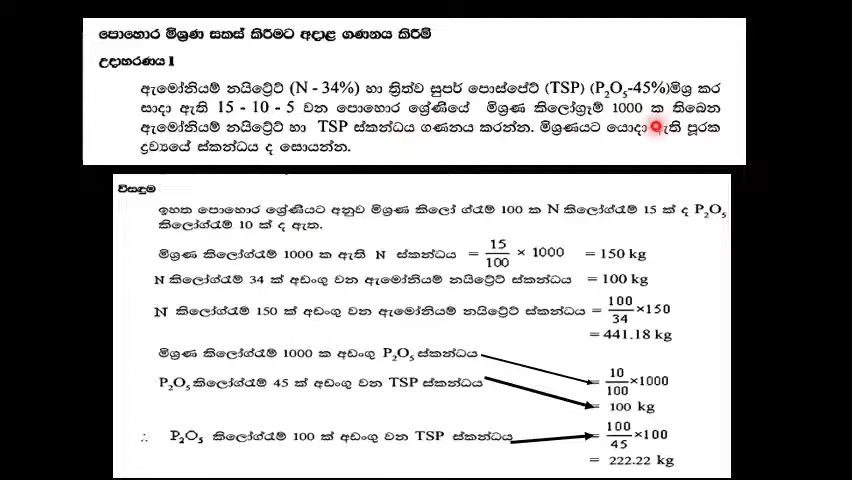 පොහොර මිශ්‍රණ සකස් කිරීමට අදාළ ගණනය කිරීම්
උදාහරණය 1
ඇමෝනියම් නයිට්‍රේට් (N - 34%) හා ත්‍රිත්ව සුපර් පොස්පේට් (TSP) (P₂O₅-45%)මිශ්‍ර කර
සාදා ඇති 15 - 10 - 5 වන පොහොර ශ්‍රේණියේ මිශ්‍රණ කිලෝග්‍රෑම් 1000 ක තිබෙන
ඇමෝනියම් නයිට්‍රේට් හා TSP ස්කන්ධය ගණනය කරන්න. මිශ්‍රණයට යොදා ඇති පූරක
ද්‍රව්‍යයේ ස්කන්ධය ද සොයන්න.
විසඳුම
ඉහත පොහොර ශ්‍රේණියට අනුව මිශ්‍රණ කිලෝ ග්රෑම් 100 ක N කිලෝග්රෑම් 15 ක් ද P₂O₅
කිලෝග්රෑම් 10 ක් ද ඇත.
මිශ්‍රණ කිලෝග්රෑම් 1000 ක ඇති N ස්කන්ධය = 15/100 × 1000 = 150 kg
N කිලෝග්රෑම් 34 ක් අඩංගු වන ඇමෝනියම් නයිට්‍රේට් ස්කන්ධය = 100 kg
N කිලෝග්රෑම් 150 ක් අඩංගු වන ඇමෝනියම් නයිට්‍රේට් ස්කන්ධය = 100/34 ×150
= 441.18 kg
මිශ්‍රණ කිලෝග්රෑම් 1000 ක අඩංගු P₂O₅ ස්කන්ධය
= 10/100 ×1000
P₂O₅ කිලෝග්රෑම් 45 ක් අඩංගු වන TSP ස්කන්ධය
= 100 kg
∴ P₂O₅ කිලෝග්රෑම් 100 ක් අඩංගු වන TSP ස්කන්ධය = 100/45 ×100
= 222.22 kg